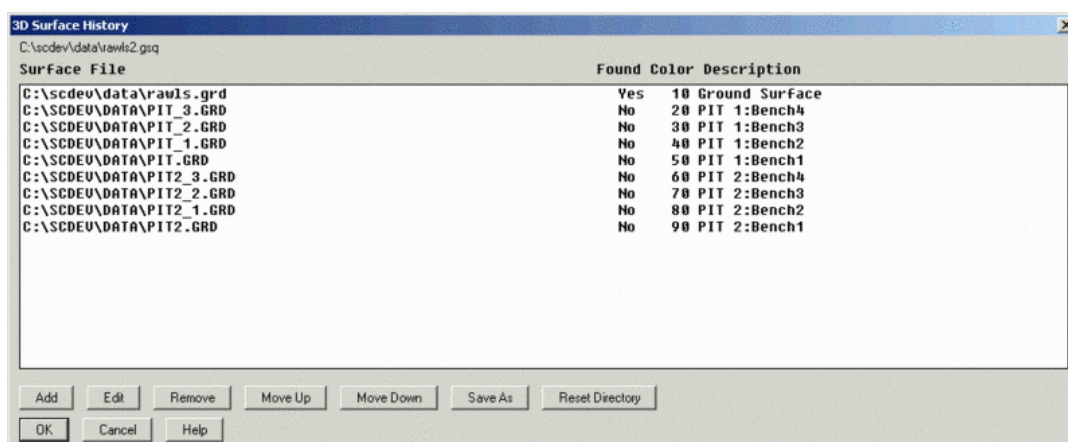 3D Surface History
C:\scdev\data\rawls2.gsq
Surface File Found Color Description
C:\scdev\data\rawls.grd Yes 10 Ground Surface
C:\SCDEV\DATA\PIT_3.GRD No 20 PIT 1:Bench4
C:\SCDEV\DATA\PIT_2.GRD No 30 PIT 1:Bench3
C:\SCDEV\DATA\PIT_1.GRD No 40 PIT 1:Bench2
C:\SCDEV\DATA\PIT.GRD No 50 PIT 1:Bench1
C:\SCDEV\DATA\PIT2_3.GRD No 60 PIT 2:Bench4
C:\SCDEV\DATA\PIT2_2.GRD No 70 PIT 2:Bench3
C:\SCDEV\DATA\PIT2_1.GRD No 80 PIT 2:Bench2
C:\SCDEV\DATA\PIT2.GRD No 90 PIT 2:Bench1
Add Edit Remove Move Up Move Down Save As Reset Directory
OK Cancel Help